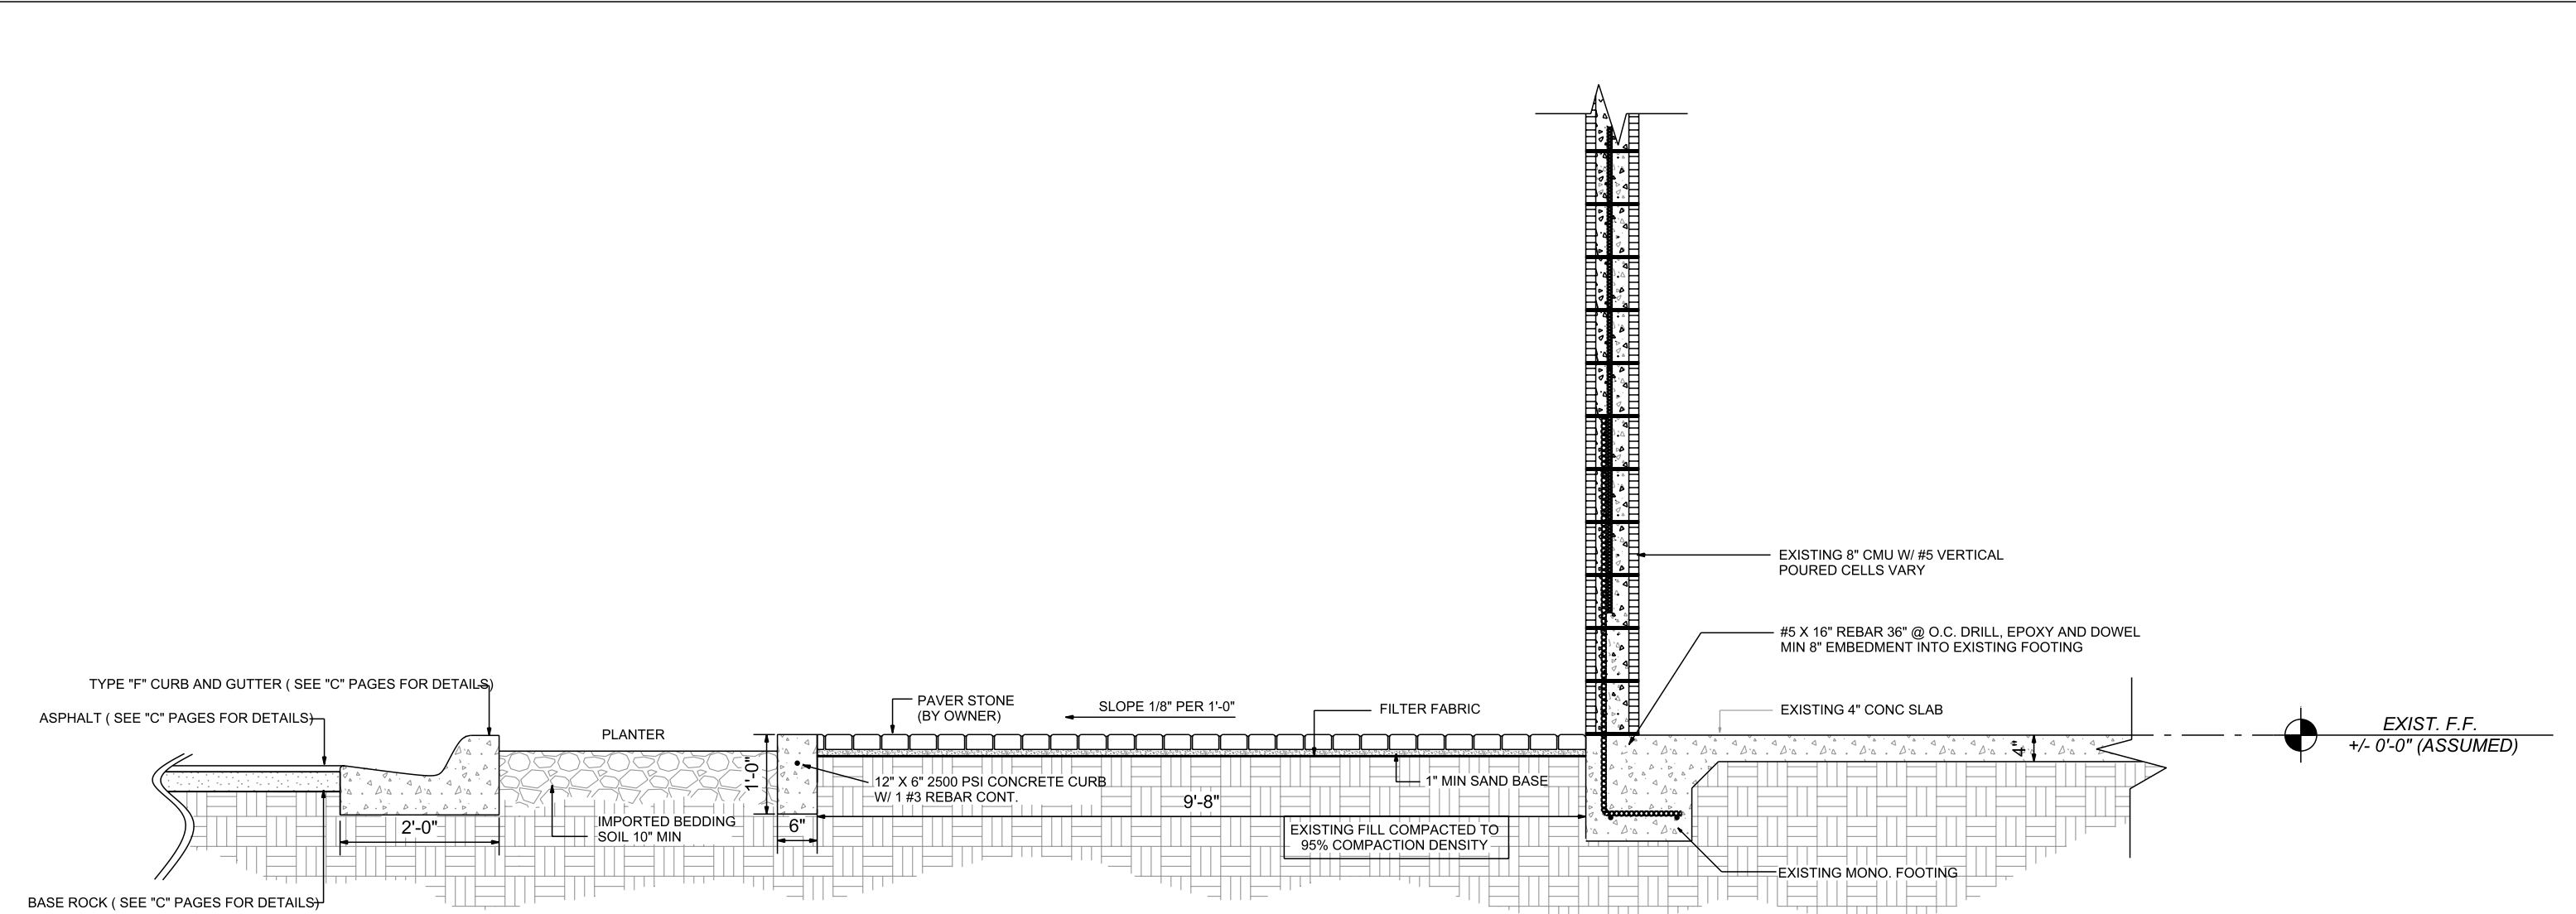 EXISTING 8" CMU W/ #5 VERTICAL
POURED CELLS VARY
#5 X 16" REBAR 36" @ O.C. DRILL, EPOXY AND DOWEL
MIN 8" EMBEDMENT INTO EXISTING FOOTING
TYPE "F" CURB AND GUTTER ( SEE "C" PAGES FOR DETAILS)
ASPHALT ( SEE "C" PAGES FOR DETAILS)
PLANTER
PAVER STONE
(BY OWNER)
SLOPE 1/8" PER 1'-0"
FILTER FABRIC
EXISTING 4" CONC SLAB
EXIST. F.F.
+/- 0'-0" (ASSUMED)
4"
1'-0"
12" X 6" 2500 PSI CONCRETE CURB
W/ 1 #3 REBAR CONT.
1" MIN SAND BASE
9'-8"
2'-0"
IMPORTED BEDDING
SOIL 10" MIN
6"
EXISTING FILL COMPACTED TO
95% COMPACTION DENSITY
EXISTING MONO. FOOTING
BASE ROCK ( SEE "C" PAGES FOR DETAILS)